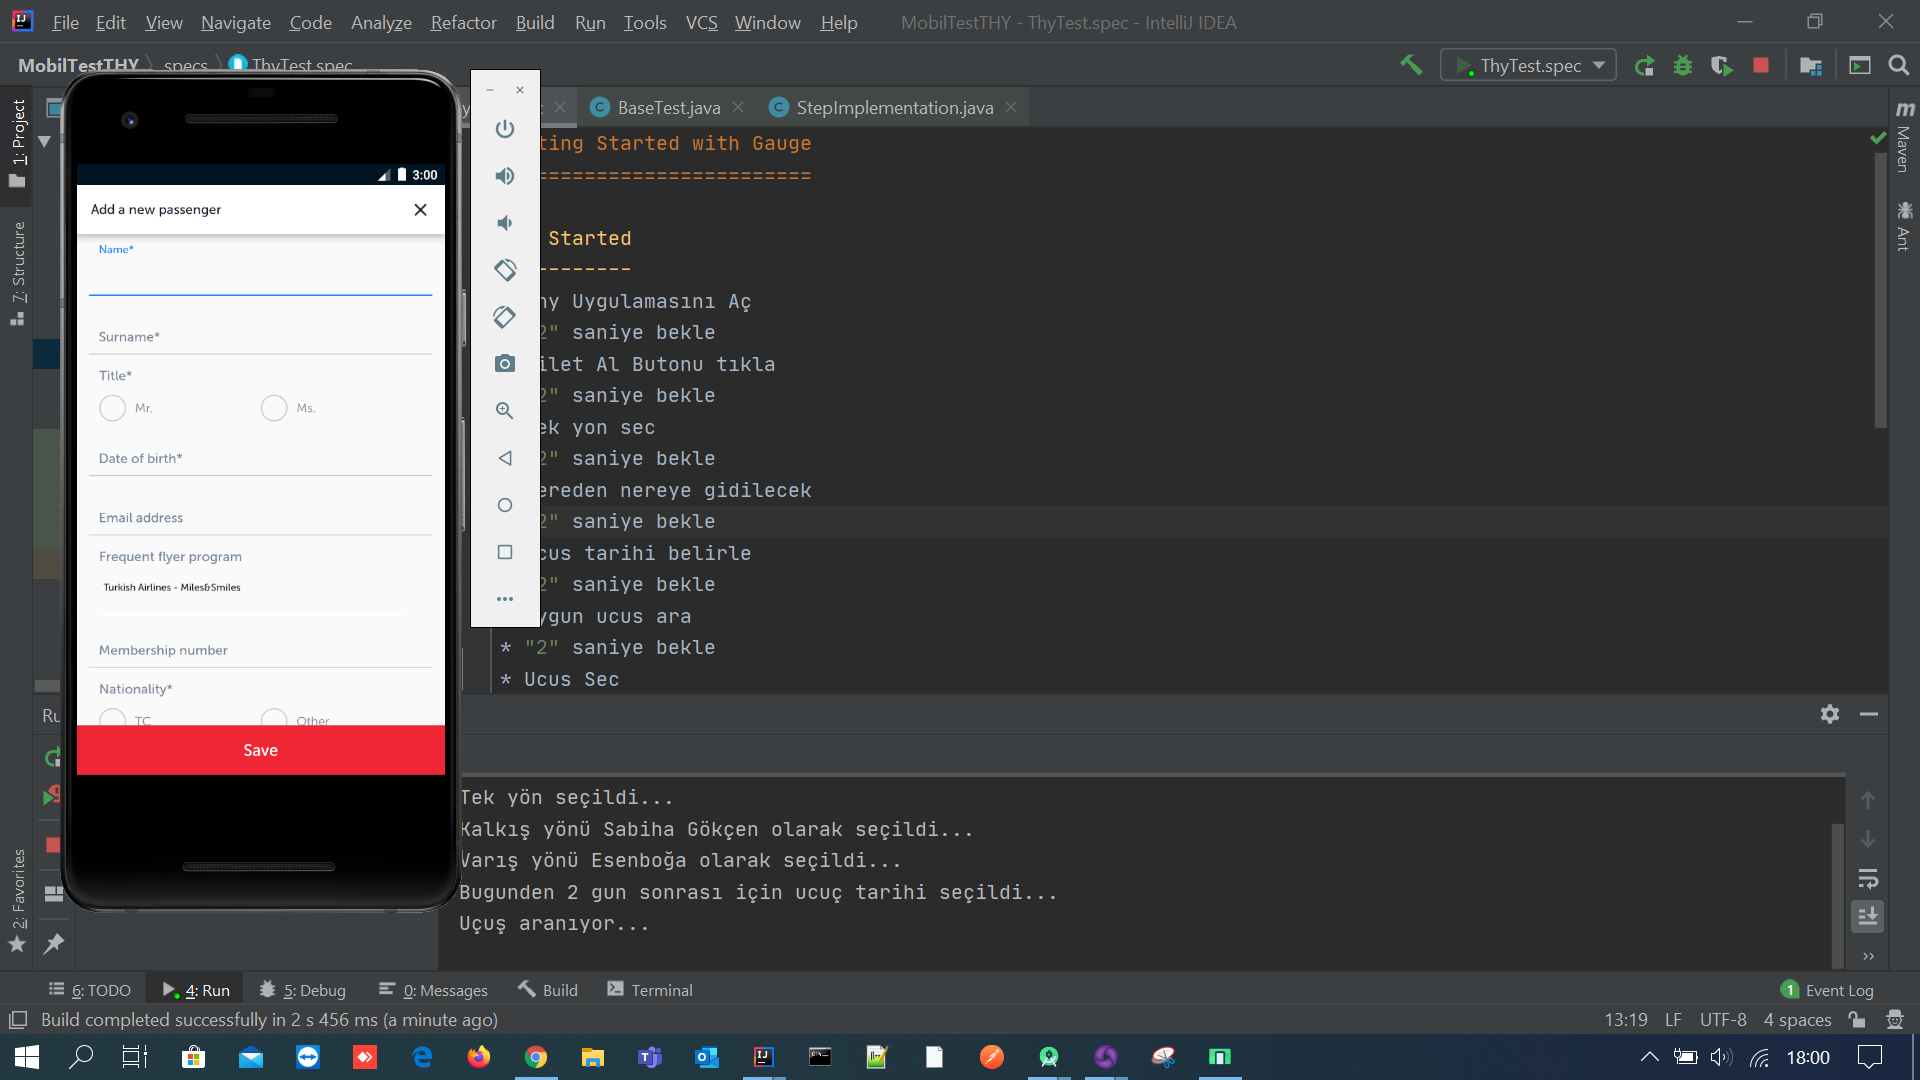 File Edit View Navigate Code Analyze Refactor Build Run Tools VCS Window Help MobilTestTHY - ThyTest.spec - IntelliJ IDEA
MobilTestTHY specs ThyTest.spec
ThyTest.spec
BaseTest.java StepImplementation.java
1: Project
7: Structure
2: Favorites
Maven
Ant
3:00
Add a new passenger
Name*
Surname*
Title*
Mr. Ms.
Date of birth*
Email address
Frequent flyer program
Turkish Airlines - Miles&Smiles
Membership number
Nationality*
TC Other
Save
ting Started with Gauge
=======================
Started
--------
y Uygulamasını Aç
2" saniye bekle
ilet Al Butonu tıkla
2" saniye bekle
ek yon sec
2" saniye bekle
ereden nereye gidilecek
2" saniye bekle
cus tarihi belirle
2" saniye bekle
ygun ucus ara
* "2" saniye bekle
* Ucus Sec
Ru
Tek yön seçildi...
Kalkış yönü Sabiha Gökçen olarak seçildi...
Varış yönü Esenboğa olarak seçildi...
Bugunden 2 gun sonrası için ucuç tarihi seçildi...
Uçuş aranıyor...
6: TODO 4: Run 5: Debug 0: Messages Build Terminal 1 Event Log
Build completed successfully in 2 s 456 ms (a minute ago) 13:19 LF UTF-8 4 spaces
18:00